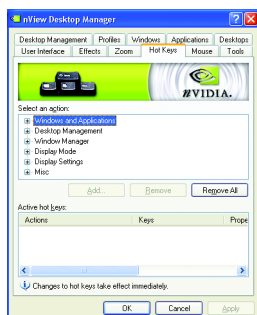 nView Desktop Manager
Desktop Management Profiles Windows Applications Desktops
User Interface Effects Zoom Hot Keys Mouse Tools
nVIDIA.
Select an action:
Windows and Applications
Desktop Management
Window Manager
Display Mode
Display Settings
Misc
Add... Remove Remove All
Active hot keys:
Actions Keys Prope
Changes to hot keys take effect immediately.
OK Cancel Apply